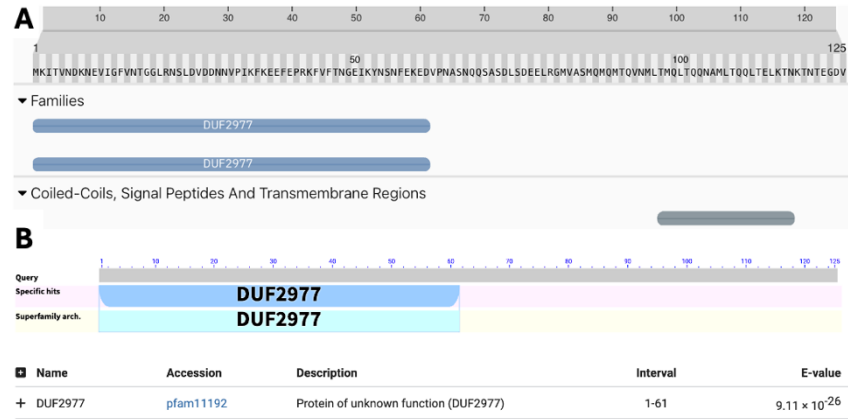 A
10 20 30 40 50 60 70 80 90 100 110 120
1 50 100 125
MKITVNDKNEVIGFVNTGGLRNSLDVDDNNVPIKFKEEFEPRKFVFTNGEIKYNSNFEKEDVPNASNQQSASDLSDEELRGMVASMQMQMTQVNMLTMQLTQQNAMLTQQLTELKTNKTNTEGDV
Families
DUF2977
DUF2977
Coiled-Coils, Signal Peptides And Transmembrane Regions
B
1 10 20 30 40 50 60 70 80 90 100 110 120 125
Query
Specific hits DUF2977
Superfamily arch. DUF2977
Name Accession Description Interval E-value
+ DUF2977 pfam11192 Protein of unknown function (DUF2977) 1-61 9.11 × 10^-26